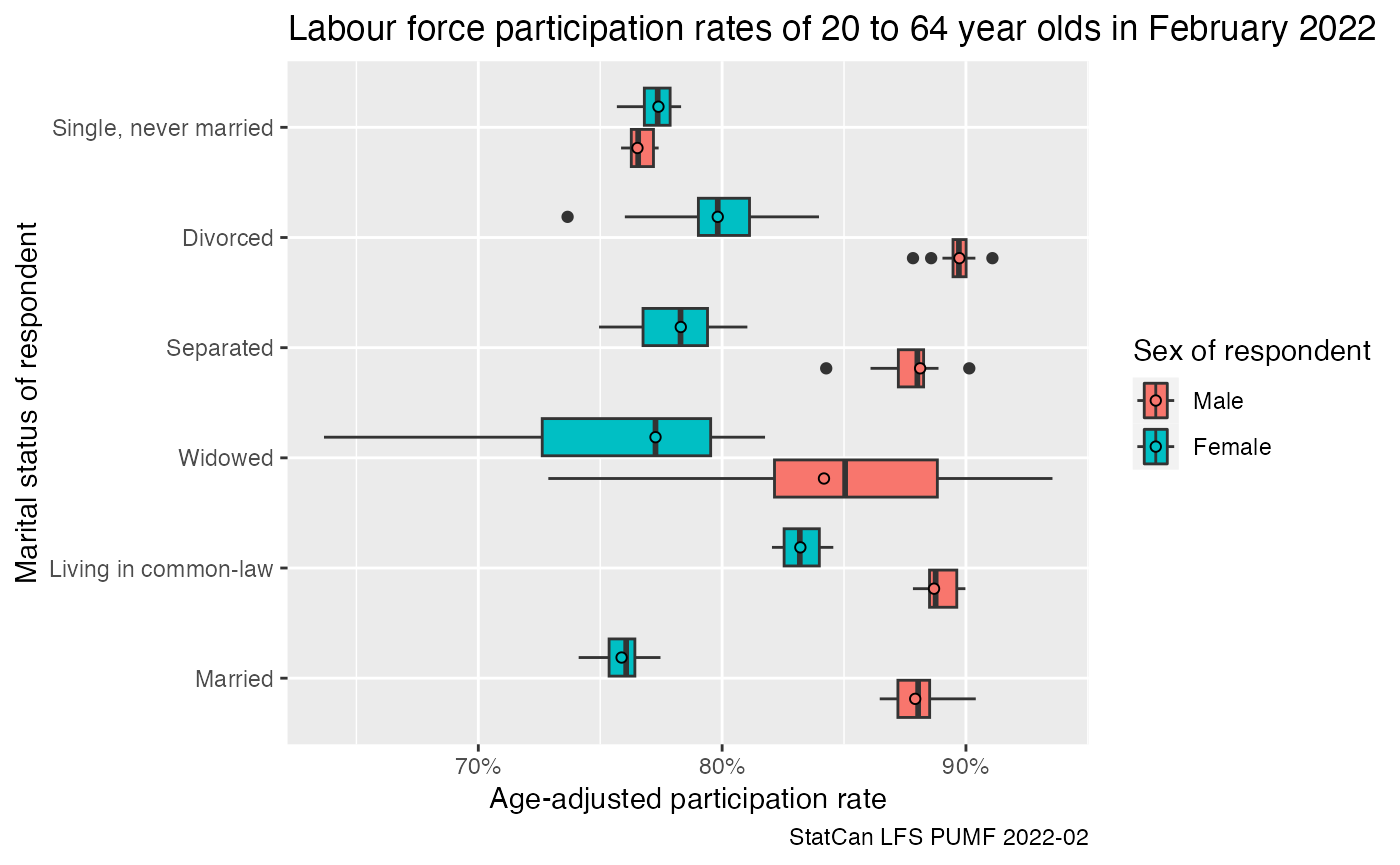 Labour force participation rates of 20 to 64 year olds in February 2022
Marital status of respondent
Single, never married
Divorced
Separated
Widowed
Living in common-law
Married
70%
80%
90%
Age-adjusted participation rate
StatCan LFS PUMF 2022-02
Sex of respondent
Male
Female